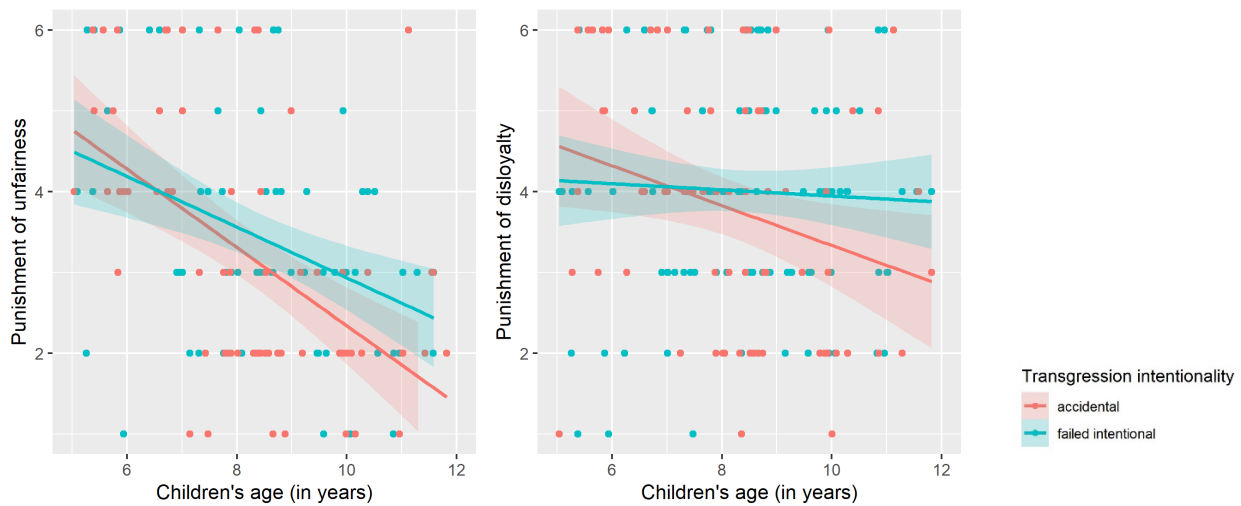 Punishment of unfairness
6
4
2
6
8
10
12
Children's age (in years)
Punishment of disloyalty
6
4
2
6
8
10
12
Children's age (in years)
Transgression intentionality
accidental
failed intentional